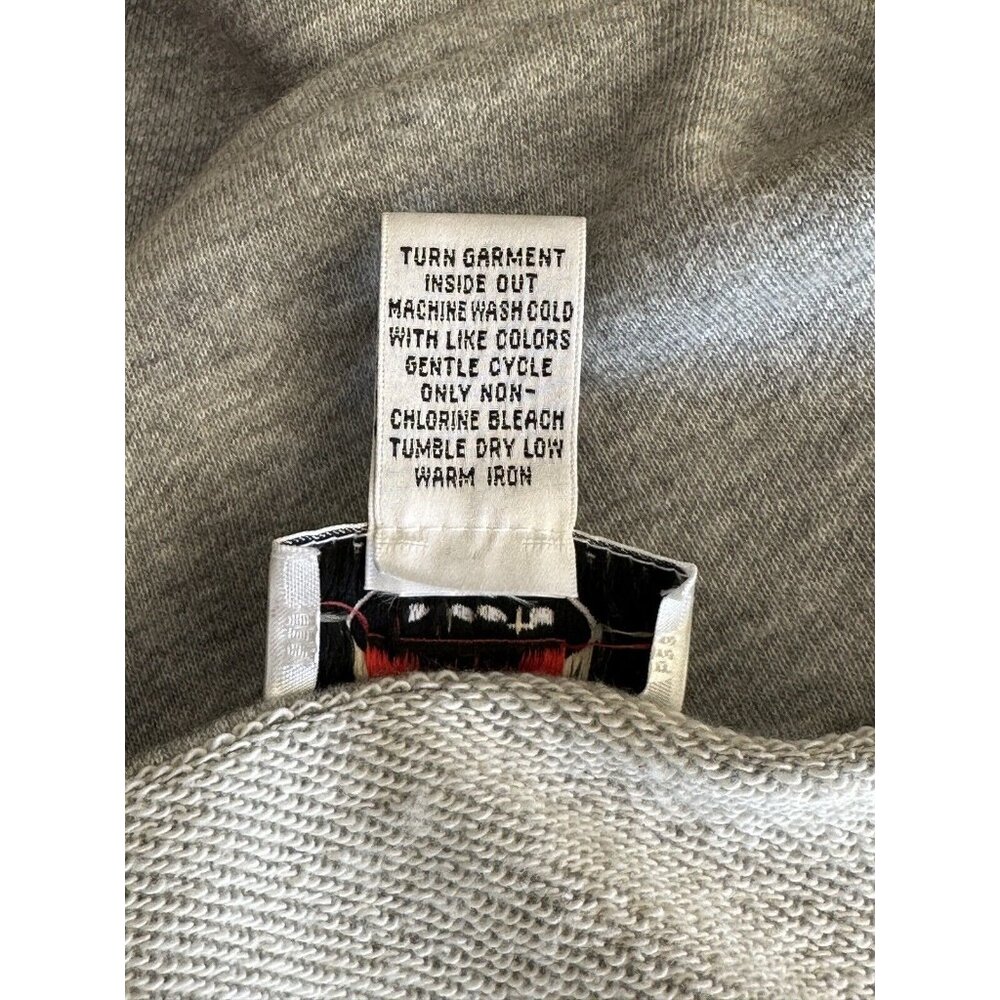 TURN GARMENT
INSIDE OUT
MACHINE WASH COLD
WITH LIKE COLORS
GENTLE CYCLE
ONLY NON-
CHLORINE BLEACH
TUMBLE DRY LOW
WARM IRON